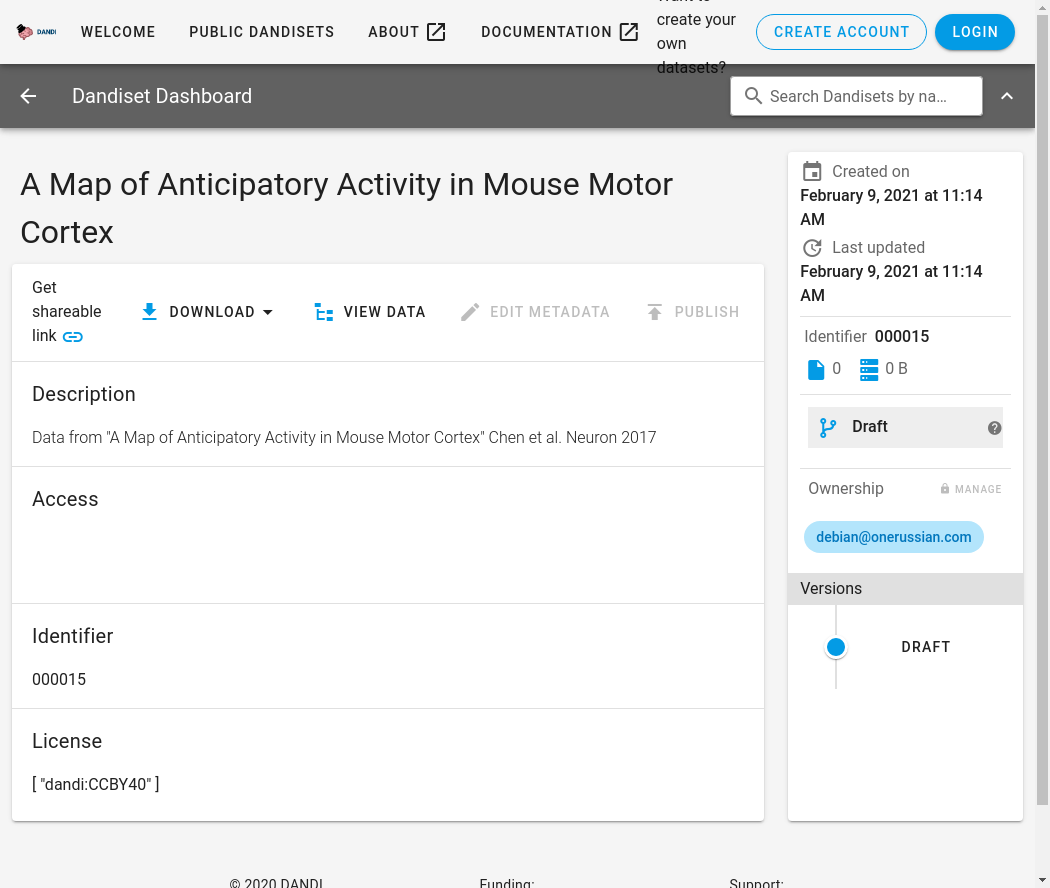 DANDI
WELCOME
PUBLIC DANDISETS
ABOUT
DOCUMENTATION
Want to
create your
own
datasets?
CREATE ACCOUNT
LOGIN
Dandiset Dashboard
Search Dandisets by na…
A Map of Anticipatory Activity in Mouse Motor
Cortex
Get
shareable
link
DOWNLOAD
VIEW DATA
EDIT METADATA
PUBLISH
Description
Data from "A Map of Anticipatory Activity in Mouse Motor Cortex" Chen et al. Neuron 2017
Access
Identifier
000015
License
[ "dandi:CCBY40" ]
Created on
February 9, 2021 at 11:14
AM
Last updated
February 9, 2021 at 11:14
AM
Identifier 000015
0
0 B
Draft
?
Ownership
MANAGE
debian@onerussian.com
Versions
DRAFT
© 2020 DANDI
Funding:
Support: